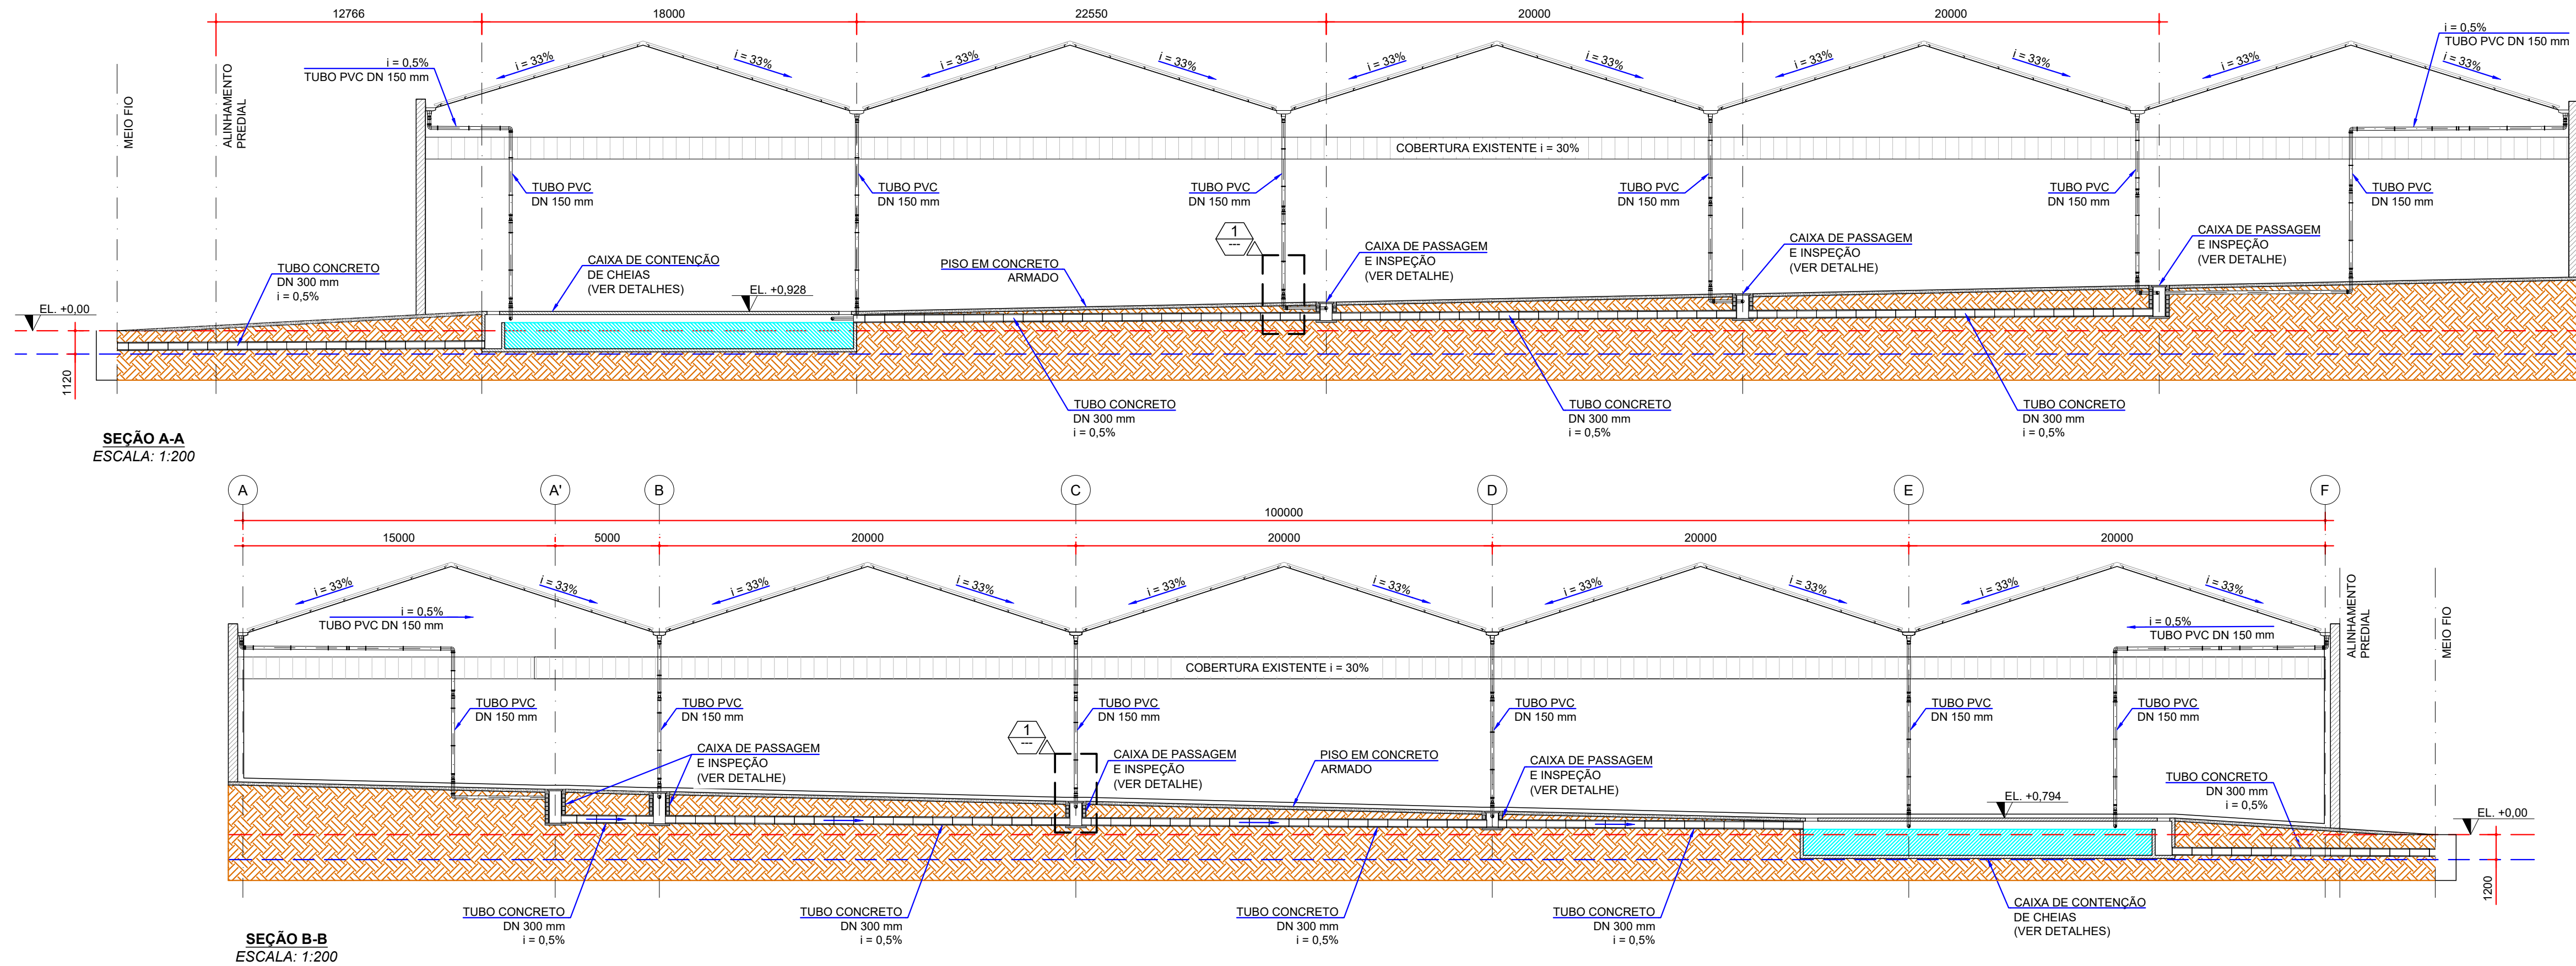 12766
18000
22550
20000
20000
i = 0,5%
TUBO PVC DN 150 mm
i = 33%
i = 33%
i = 33%
i = 33%
i = 33%
i = 33%
i = 33%
i = 33%
i = 33%
i = 33%
i = 0,5%
TUBO PVC DN 150 mm
MEIO FIO
ALINHAMENTO
PREDIAL
COBERTURA EXISTENTE i = 30%
TUBO PVC
DN 150 mm
TUBO PVC
DN 150 mm
TUBO PVC
DN 150 mm
TUBO PVC
DN 150 mm
TUBO PVC
DN 150 mm
TUBO PVC
DN 150 mm
TUBO CONCRETO
DN 300 mm
i = 0,5%
CAIXA DE CONTENÇÃO
DE CHEIAS
(VER DETALHES)
EL. +0,928
PISO EM CONCRETO
ARMADO
1
---
CAIXA DE PASSAGEM
E INSPEÇÃO
(VER DETALHE)
CAIXA DE PASSAGEM
E INSPEÇÃO
(VER DETALHE)
CAIXA DE PASSAGEM
E INSPEÇÃO
(VER DETALHE)
EL. +0,00
1120
TUBO CONCRETO
DN 300 mm
i = 0,5%
TUBO CONCRETO
DN 300 mm
i = 0,5%
TUBO CONCRETO
DN 300 mm
i = 0,5%
SEÇÃO A-A
ESCALA: 1:200
A
A'
B
C
D
E
F
100000
15000
5000
20000
20000
20000
20000
i = 33%
i = 33%
i = 33%
i = 33%
i = 33%
i = 33%
i = 33%
i = 33%
i = 33%
i = 33%
i = 0,5%
TUBO PVC DN 150 mm
i = 0,5%
TUBO PVC DN 150 mm
ALINHAMENTO
PREDIAL
MEIO FIO
COBERTURA EXISTENTE i = 30%
TUBO PVC
DN 150 mm
TUBO PVC
DN 150 mm
TUBO PVC
DN 150 mm
TUBO PVC
DN 150 mm
TUBO PVC
DN 150 mm
TUBO PVC
DN 150 mm
CAIXA DE PASSAGEM
E INSPEÇÃO
(VER DETALHE)
1
---
CAIXA DE PASSAGEM
E INSPEÇÃO
(VER DETALHE)
PISO EM CONCRETO
ARMADO
CAIXA DE PASSAGEM
E INSPEÇÃO
(VER DETALHE)
EL. +0,794
TUBO CONCRETO
DN 300 mm
i = 0,5%
EL. +0,00
1200
TUBO CONCRETO
DN 300 mm
i = 0,5%
TUBO CONCRETO
DN 300 mm
i = 0,5%
TUBO CONCRETO
DN 300 mm
i = 0,5%
TUBO CONCRETO
DN 300 mm
i = 0,5%
CAIXA DE CONTENÇÃO
DE CHEIAS
(VER DETALHES)
SEÇÃO B-B
ESCALA: 1:200